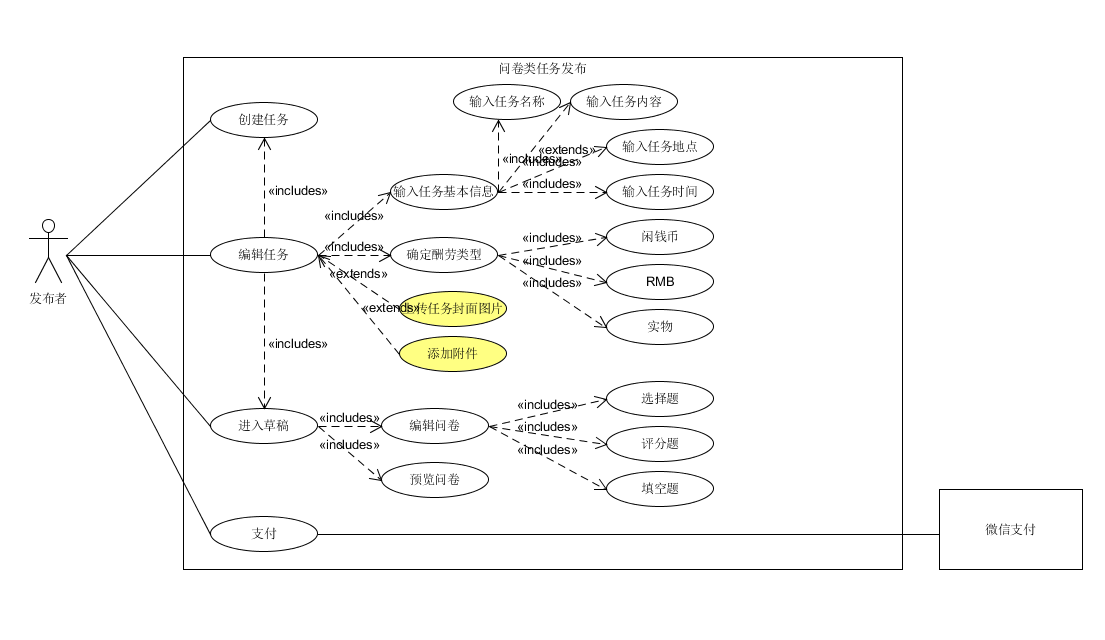 问卷类任务发布
输入任务名称
输入任务内容
创建任务
输入任务地点
«extends»
«includes»
«includes»
输入任务基本信息
«includes»
输入任务时间
«includes»
«includes»
闲钱币
«includes»
编辑任务
«includes»
确定酬劳类型
«includes»
RMB
«extends»
«includes»
发布者
«extends»
上传任务封面图片
实物
«includes»
添加附件
选择题
«includes»
进入草稿
«includes»
编辑问卷
«includes»
评分题
«includes»
«includes»
预览问卷
填空题
支付
微信支付